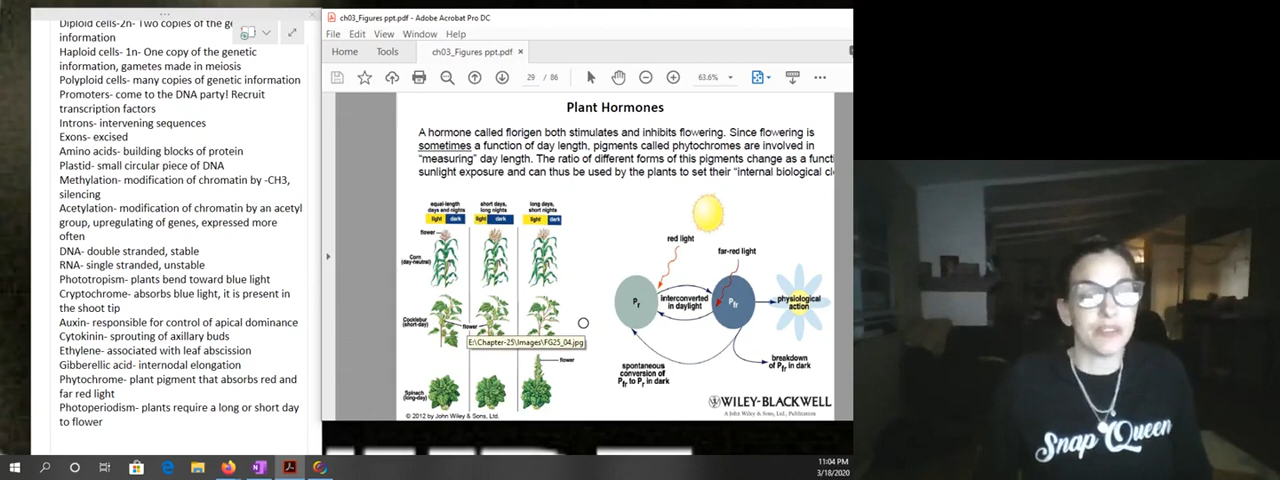 Diploid cells-2n- Two copies of the
information
Haploid cells- 1n- One copy of the genetic
information, gametes made in meiosis
Polyploid cells- many copies of genetic information
Promoters- come to the DNA party! Recruit
transcription factors
Introns- intervening sequences
Exons- excised
Amino acids- building blocks of protein
Plastid- small circular piece of DNA
Methylation- modification of chromatin by -CH3,
silencing
Acetylation- modification of chromatin by an acetyl
group, upregulating of genes, expressed more
often
DNA- double stranded, stable
RNA- single stranded, unstable
Phototropism- plants bend toward blue light
Cryptochrome- absorbs blue light, it is present in
the shoot tip
Auxin- responsible for control of apical dominance
Cytokinin- sprouting of axillary buds
Ethylene- associated with leaf abscission
Gibberellic acid- internodal elongation
Phytochrome- plant pigment that absorbs red and
far red light
Photoperiodism- plants require a long or short day
to flower
ch03_Figures ppt.pdf - Adobe Acrobat Pro DC
File Edit View Window Help
Home Tools ch03_Figures ppt.pdf ×
29 / 86 63.6%
Plant Hormones
A hormone called florigen both stimulates and inhibits flowering. Since flowering is
sometimes a function of day length, pigments called phytochromes are involved in
“measuring” day length. The ratio of different forms of this pigments change as a
sunlight exposure and can thus be used by the plants to set their “internal biological
equal-length
days and nights
light dark
short days,
long nights
light dark
long days,
short nights
light dark
flower
Corn
(day-neutral)
Cocklebur
(short-day)
flower
E:\Chapter-25\Images\FG25_04.jpg
flower
Spinach
(long-day)
© 2012 by John Wiley & Sons, Ltd.
red light
far-red light
Pr
interconverted
in daylight
Pfr
physiological
action
spontaneous
conversion of
Pfr to Pr in dark
breakdown
of Pfr in dark
WILEY-BLACKWELL
A John Wiley & Sons, Ltd., Publication
Snap Queen
11:04 PM
3/18/2020